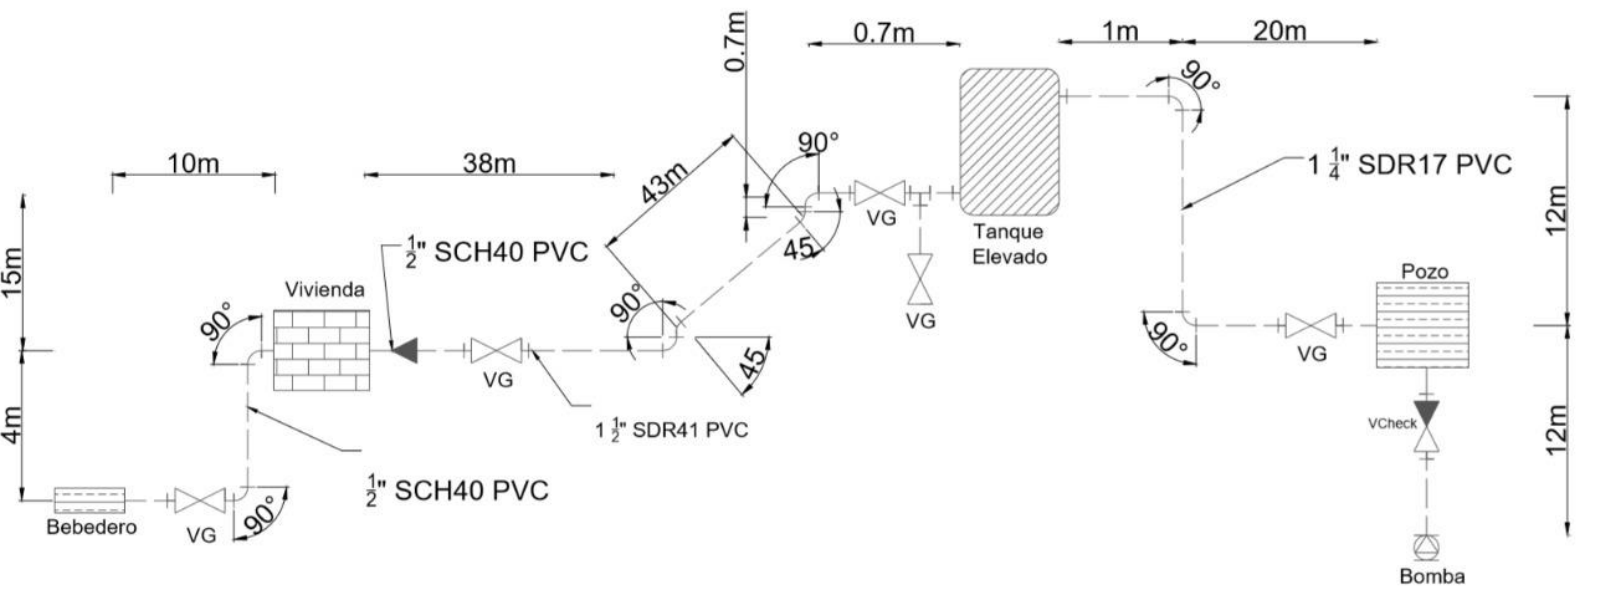 0.7m
0.7m
1m
20m
90°
90°
10m
38m
43m
1 1/4" SDR17 PVC
VG
12m
45
15m
1/2" SCH40 PVC
Tanque
Elevado
Pozo
Vivienda
90°
90°
VG
90°
VG
45
VG
VCheck
1 1/2" SDR41 PVC
4m
12m
1/2" SCH40 PVC
90°
Bebedero
VG
Bomba